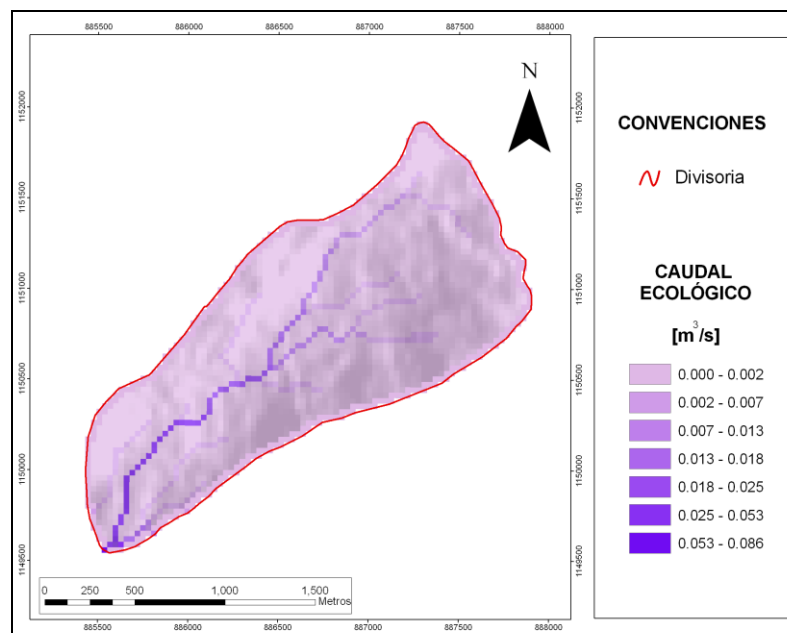 885500 886000 886500 887000 887500 888000
1152000
1151500
1151000
1150500
1150000
1149500
N
1152000
1151500
1151000
1150500
1150000
1149500
0 250 500 1,000 1,500
Metros
885500 886000 886500 887000 887500 888000
CONVENCIONES
Divisoria
CAUDAL
ECOLÓGICO
[m³/s]
0.000 - 0.002
0.002 - 0.007
0.007 - 0.013
0.013 - 0.018
0.018 - 0.025
0.025 - 0.053
0.053 - 0.086